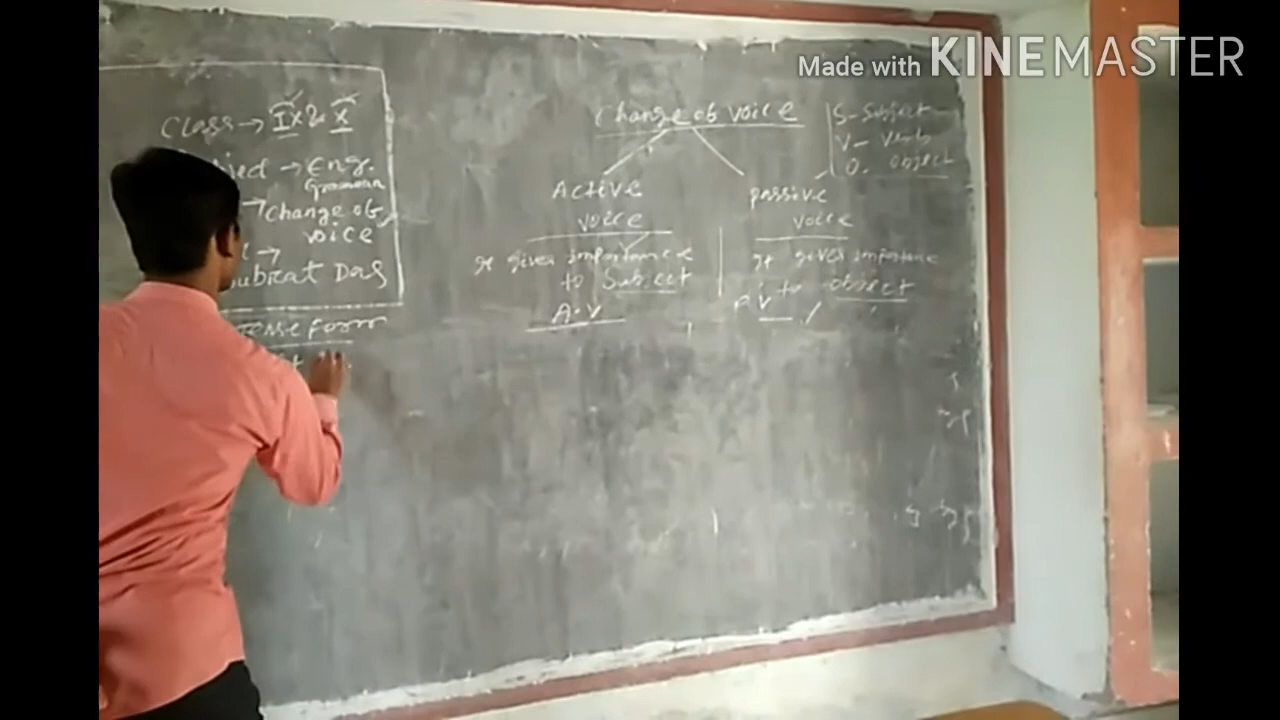 Made with KINEMASTER
Class → IX & X
→ Eng.
Grammar
→ Change of
voice
→
Das
Tense form
Change of voice
S - Subject
V - Verb
O. Object
Active
voice
passive
voice
It gives importance
to Subject
It gives importance
to object
A.V
P.V